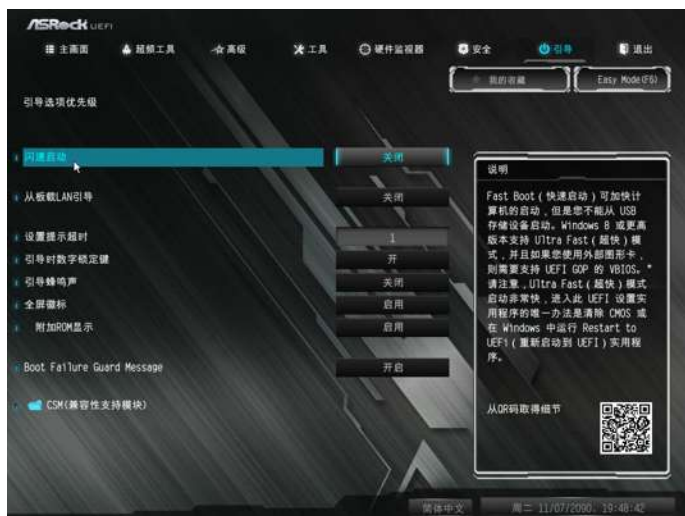 ASRock UEFI
主画面
超频工具
高级
工具
硬件监视器
安全
引导
退出
我的收藏
Easy Mode(F6)
引导选项优先级
闪速启动 关闭
从板载LAN引导 关闭
设置提示超时 1
引导时数字锁定键 开
引导蜂鸣声 关闭
全屏徽标 启用
附加ROM显示 启用
Boot Failure Guard Message 开启
CSM(兼容性支持模块)
说明
Fast Boot (快速启动) 可加快计
算机的启动，但是您不能从 USB
存储设备启动。Windows 8 或更高
版本支持 Ultra Fast (超快) 模
式，并且如果您使用外部图形卡，
则需要支持 UEFI GOP 的 VBIOS。*
请注意，Ultra Fast (超快) 模式
启动非常快，进入此 UEFI 设置实
用程序的唯一办法是清除 CMOS 或
在 Windows 中运行 Restart to
UEFI (重新启动到 UEFI) 实用程
序。
从QR码取得细节
简体中文
周二 11/07/2090. 19:48:42